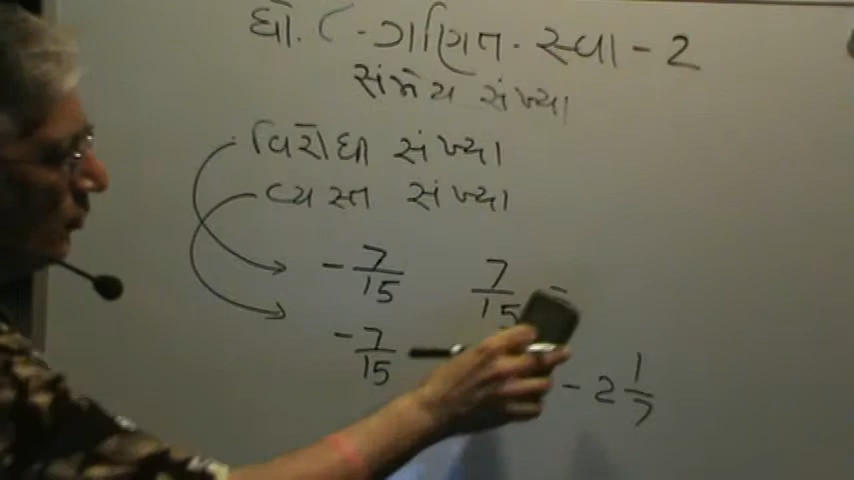 ધો. ૮ - ગણિત - સ્વા - 2
સંમેય સંખ્યા
વિરોધી સંખ્યા
વ્યસ્ત સંખ્યા
- 7/15 7/15 =
- 7/15 - 2 1/7